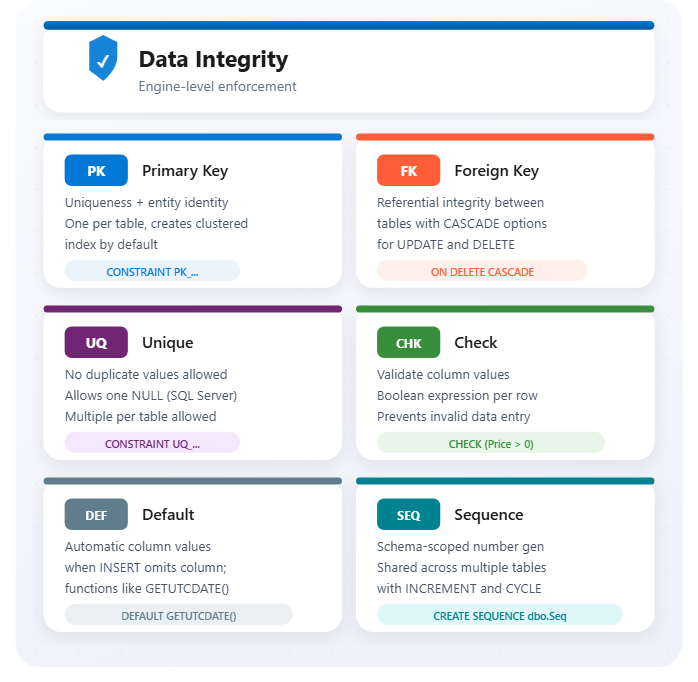 Data Integrity
Engine-level enforcement
PK Primary Key
Uniqueness + entity identity
One per table, creates clustered
index by default
CONSTRAINT PK_...
FK Foreign Key
Referential integrity between
tables with CASCADE options
for UPDATE and DELETE
ON DELETE CASCADE
UQ Unique
No duplicate values allowed
Allows one NULL (SQL Server)
Multiple per table allowed
CONSTRAINT UQ_...
CHK Check
Validate column values
Boolean expression per row
Prevents invalid data entry
CHECK (Price > 0)
DEF Default
Automatic column values
when INSERT omits column;
functions like GETUTCDATE()
DEFAULT GETUTCDATE()
SEQ Sequence
Schema-scoped number gen
Shared across multiple tables
with INCREMENT and CYCLE
CREATE SEQUENCE dbo.Seq